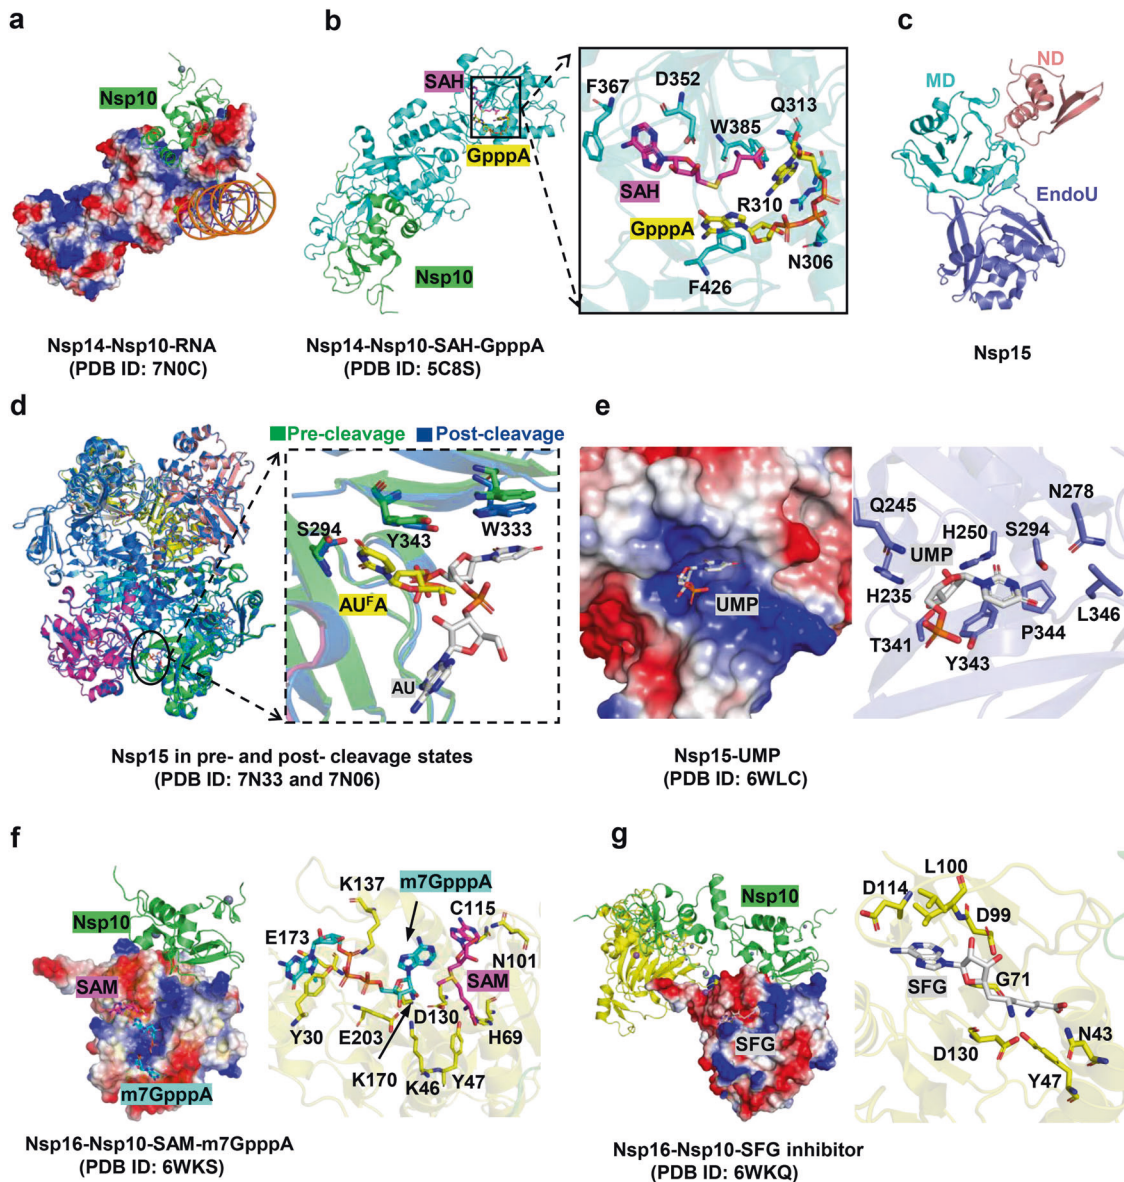 a
Nsp10
Nsp14-Nsp10-RNA
(PDB ID: 7N0C)
b
SAH
GpppA
Nsp10
F367
D352
Q313
W385
SAH
R310
GpppA
N306
F426
Nsp14-Nsp10-SAH-GpppA
(PDB ID: 5C8S)
c
ND
MD
EndoU
Nsp15
d
Pre-cleavage
Post-cleavage
S294
Y343
W333
AUFA
AU
Nsp15 in pre- and post- cleavage states
(PDB ID: 7N33 and 7N06)
e
UMP
Q245
N278
H250
S294
UMP
H235
L346
T341
P344
Y343
Nsp15-UMP
(PDB ID: 6WLC)
f
Nsp10
SAM
m7GpppA
K137
m7GpppA
C115
E173
N101
SAM
D130
Y30
E203
H69
K170
K46
Y47
Nsp16-Nsp10-SAM-m7GpppA
(PDB ID: 6WKS)
g
Nsp10
SFG
L100
D114
D99
G71
SFG
N43
D130
Y47
Nsp16-Nsp10-SFG inhibitor
(PDB ID: 6WKQ)